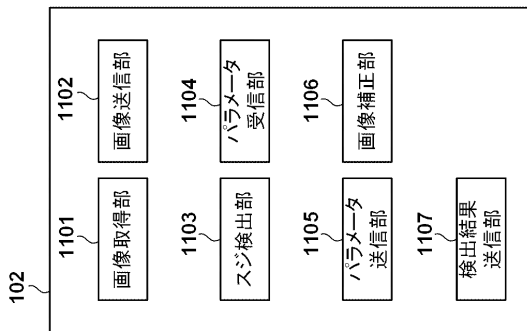 102
1101
画像取得部
1102
画像送信部
1103
スジ検出部
1104
パラメータ
受信部
1105
パラメータ
送信部
1106
画像補正部
1107
検出結果
送信部